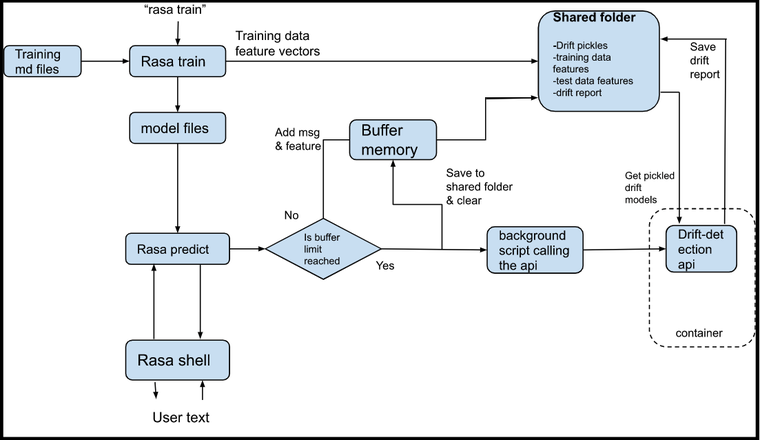 "rasa train"
Training
md files
Rasa train
Training data
feature vectors
Shared folder
-Drift pickles
-training data
features
-test data features
-drift report
Save
drift
report
model files
Add msg
& feature
Buffer
memory
Save to
shared folder
& clear
Get pickled
drift
models
No
Is buffer
limit
reached
Yes
Rasa predict
background
script calling
the api
Drift-det
ection
api
container
Rasa shell
User text